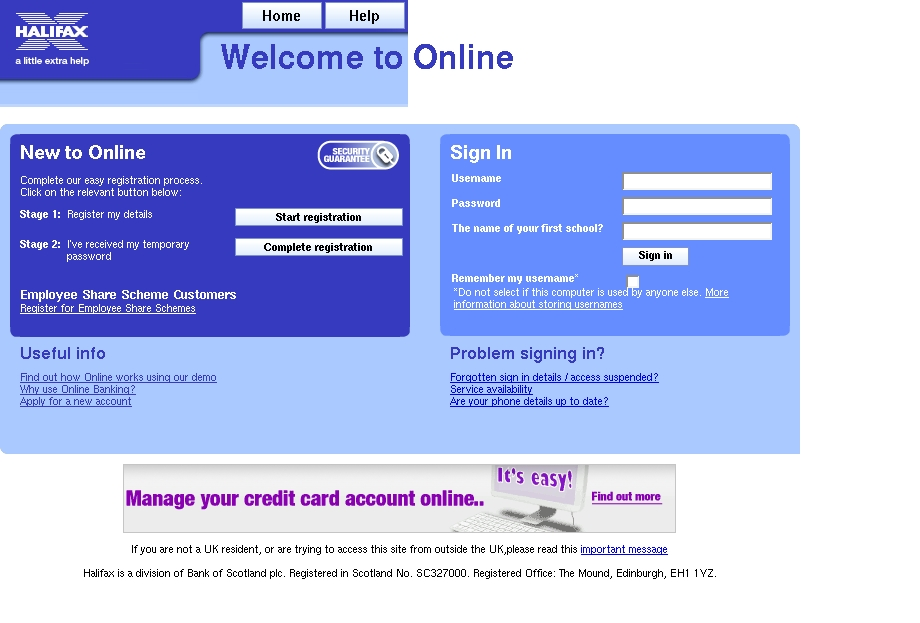 HALIFAX
a little extra help
Home
Help
Welcome to Online
New to Online
SECURITY
GUARANTEE
Complete our easy registration process.
Click on the relevant button below:
Stage 1: Register my details
Start registration
Stage 2: I've received my temporary
password
Complete registration
Employee Share Scheme Customers
Register for Employee Share Schemes
Sign In
Username
Password
The name of your first school?
Sign in
Remember my username*
*Do not select if this computer is used by anyone else. More
information about storing usernames
Useful info
Find out how Online works using our demo
Why use Online Banking?
Apply for a new account
Problem signing in?
Forgotten sign in details / access suspended?
Service availability
Are your phone details up to date?
Manage your credit card account online..
It's easy!
Find out more
If you are not a UK resident, or are trying to access this site from outside the UK,please read this important message
Halifax is a division of Bank of Scotland plc. Registered in Scotland No. SC327000. Registered Office: The Mound, Edinburgh, EH1 1YZ.